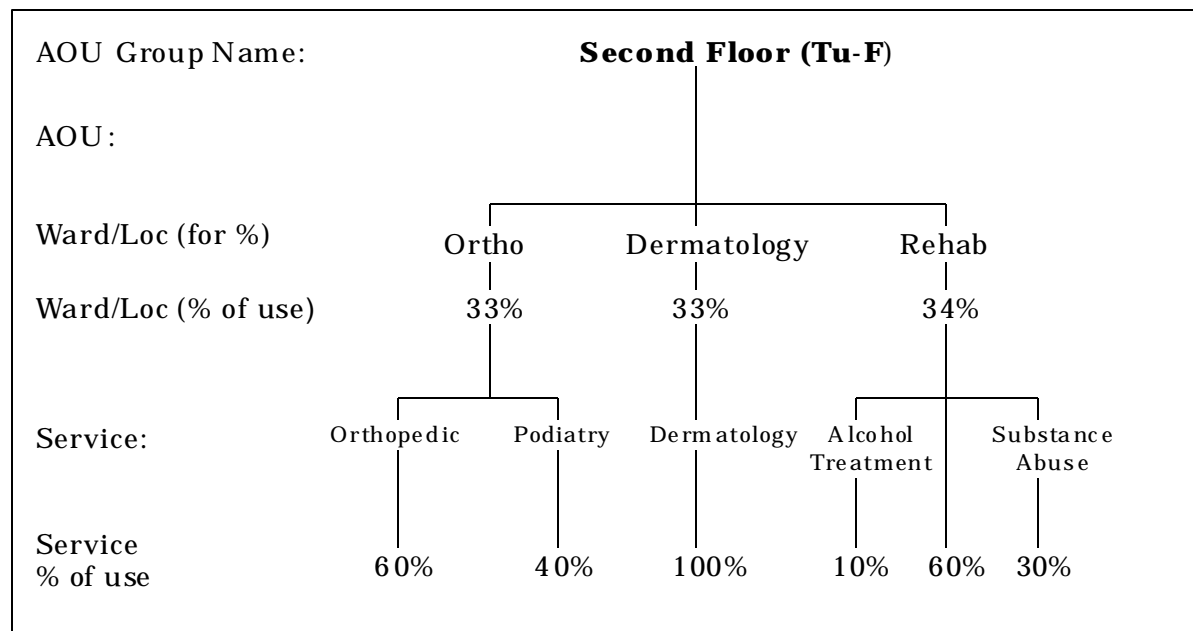 AOU Group Name: Second Floor (Tu-F)
AOU:
Ward/Loc (for %) Ortho Dermatology Rehab
Ward/Loc (% of use) 33% 33% 34%
Service: Orthopedic Podiatry Dermatology Alcohol Treatment Substance Abuse
Service
% of use 60% 40% 100% 10% 60% 30%